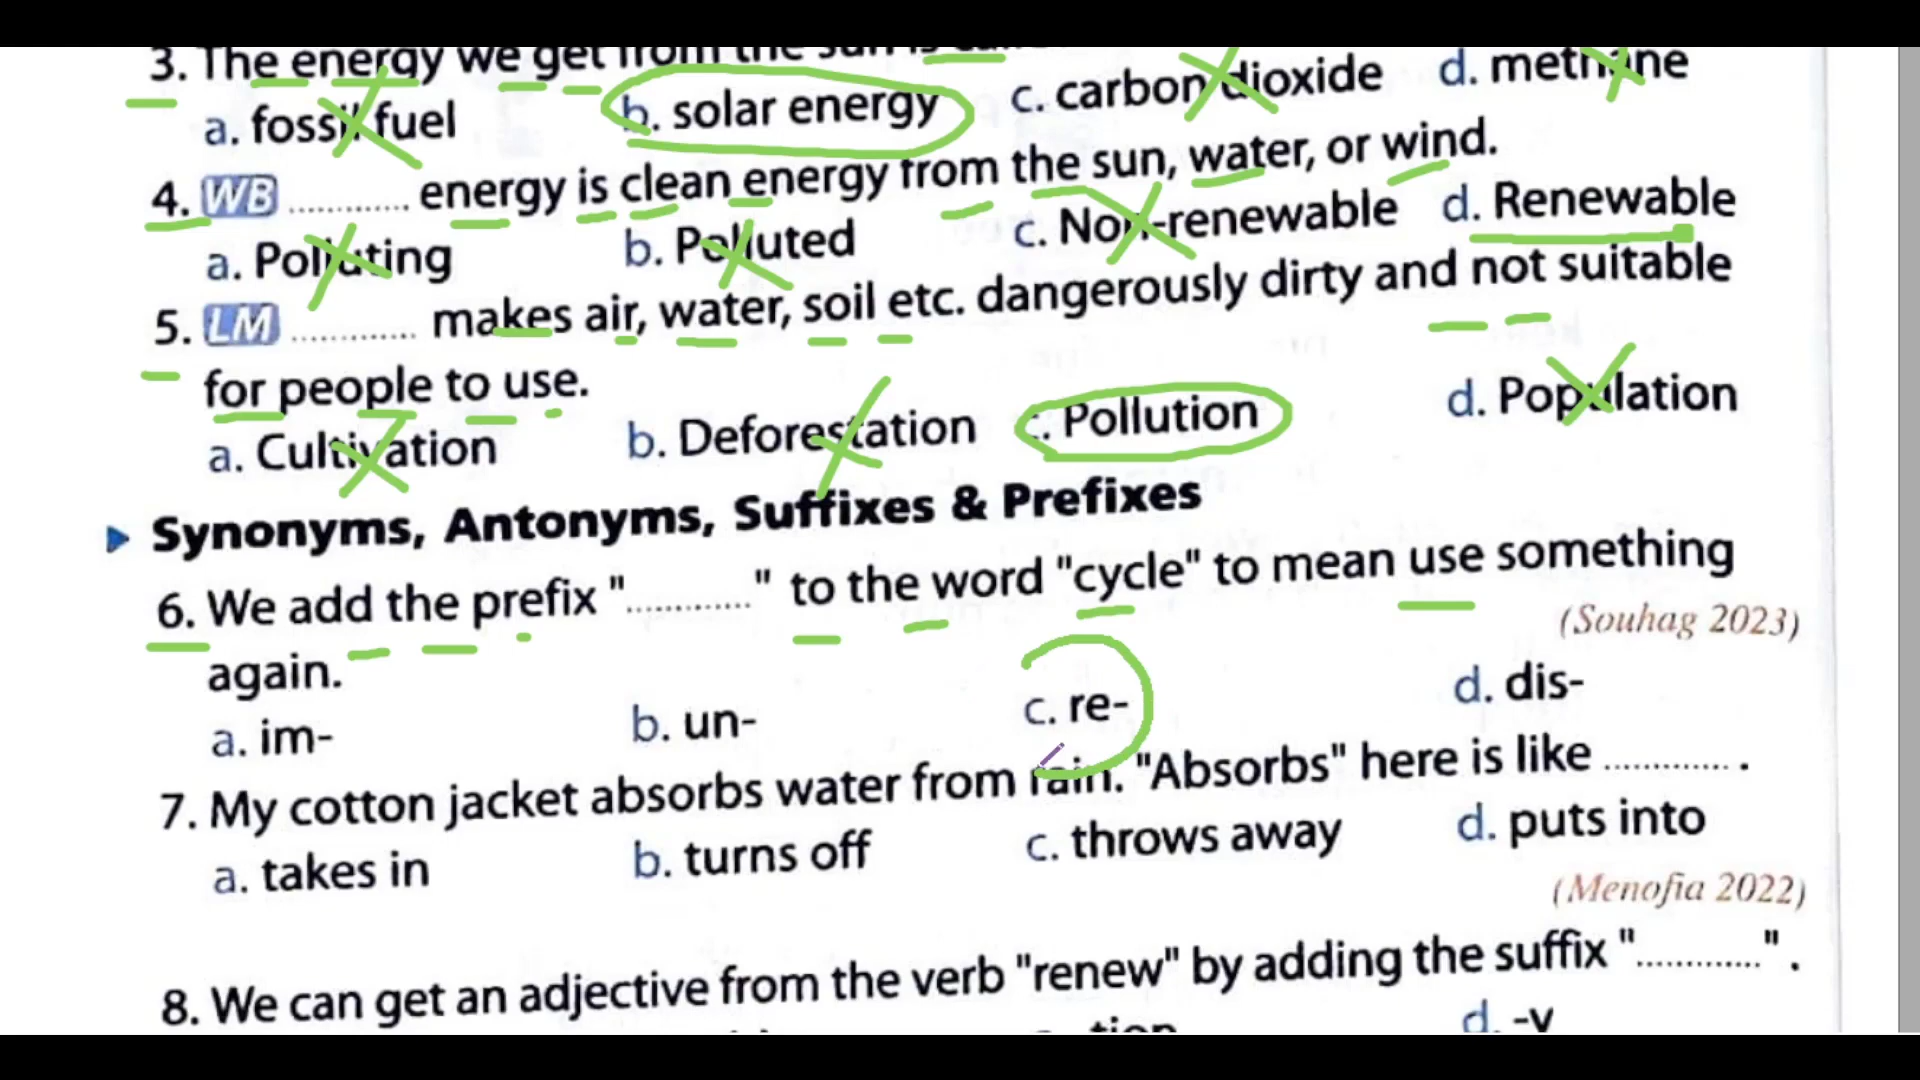 3. The energy we get from the sun is
a. fossil fuel b. solar energy c. carbon dioxide d. methane
4. WB ............ energy is clean energy from the sun, water, or wind.
a. Polluting b. Polluted c. Non-renewable d. Renewable
5. LM ............ makes air, water, soil etc. dangerously dirty and not suitable
for people to use.
a. Cultivation b. Deforestation c. Pollution d. Population
Synonyms, Antonyms, Suffixes & Prefixes
6. We add the prefix "............" to the word "cycle" to mean use something
again. (Souhag 2023)
a. im- b. un- c. re- d. dis-
7. My cotton jacket absorbs water from rain. "Absorbs" here is like ............ .
a. takes in b. turns off c. throws away d. puts into
(Menofia 2022)
8. We can get an adjective from the verb "renew" by adding the suffix "............" .
d. -y